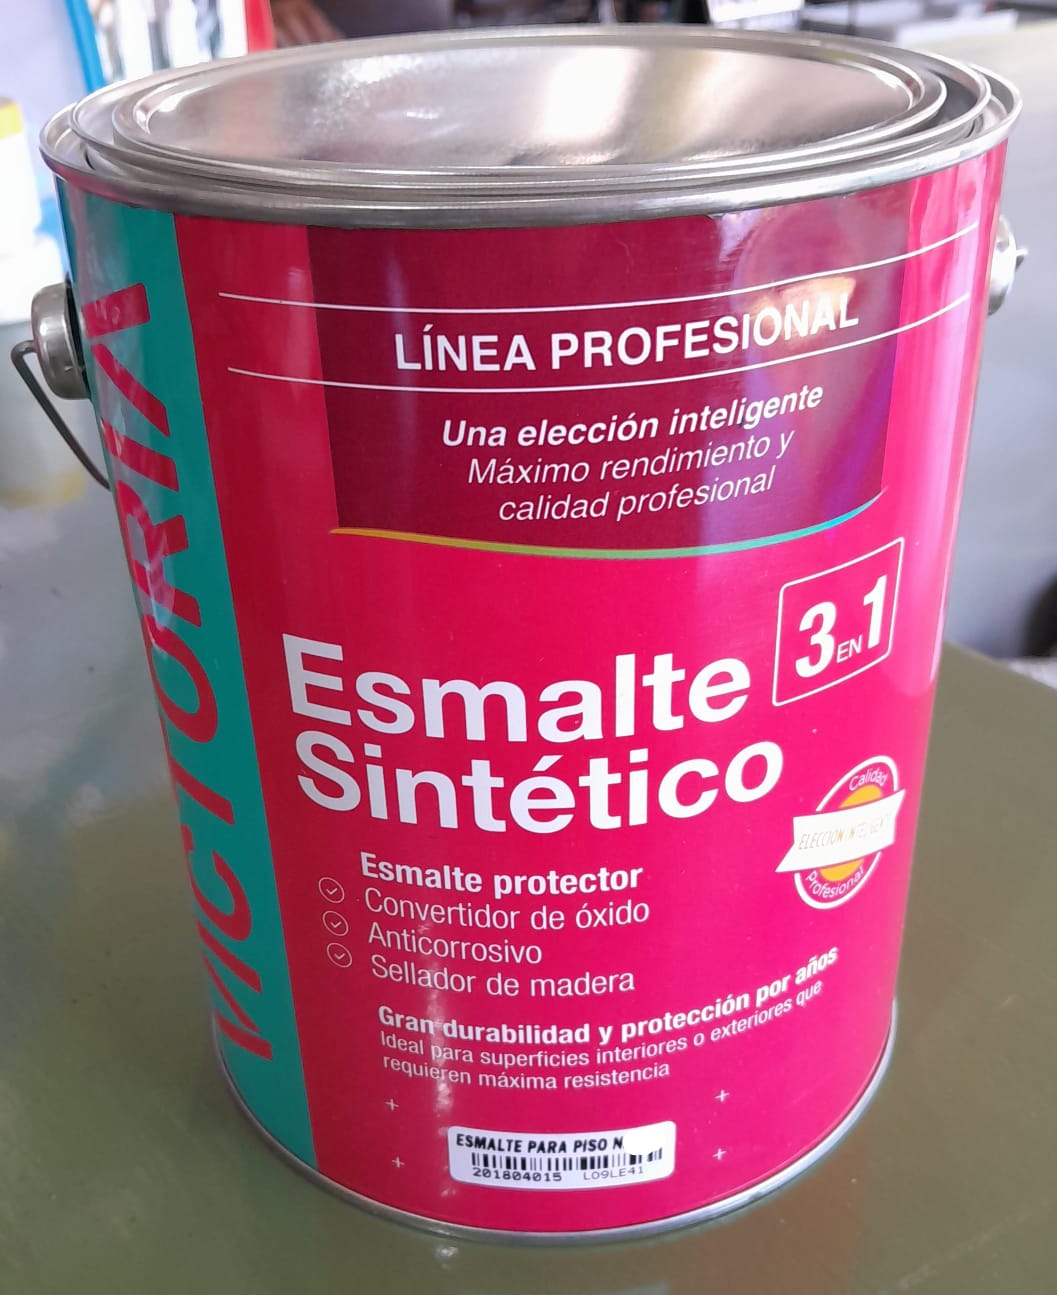 VICTORIA
LÍNEA PROFESIONAL
Una elección inteligente
Máximo rendimiento y
calidad profesional
3 EN 1
Esmalte
Sintético
Calidad
ELECCIÓN INTELIGENTE
profesional
Esmalte protector
Convertidor de óxido
Anticorrosivo
Sellador de madera
Gran durabilidad y protección por años
Ideal para superficies interiores o exteriores que
requieren máxima resistencia
ESMALTE PARA PISO N
201804015 L09LE41